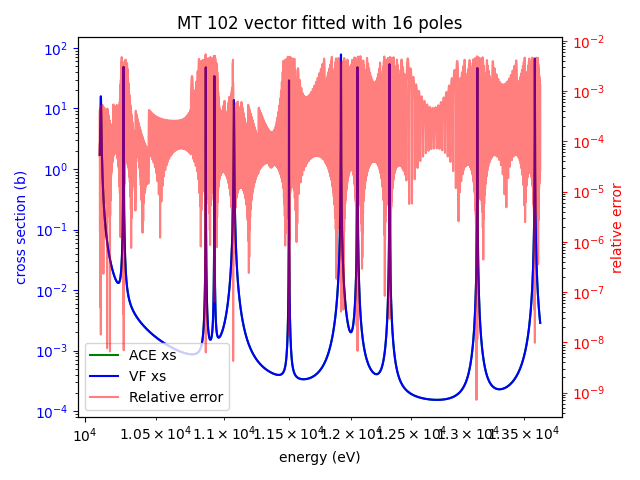 MT 102 vector fitted with 16 poles
10² 10¹ 10⁰ 10⁻¹ 10⁻² 10⁻³ 10⁻⁴
cross section (b)
10⁻² 10⁻³ 10⁻⁴ 10⁻⁵ 10⁻⁶ 10⁻⁷ 10⁻⁸ 10⁻⁹
relative error
ACE xs
VF xs
Relative error
10⁴ 1.05 × 10⁴ 1.1 × 10⁴ 1.15 × 10⁴ 1.2 × 10⁴ 1.25 × 10⁴ 1.3 × 10⁴ 1.35 × 10⁴
energy (eV)